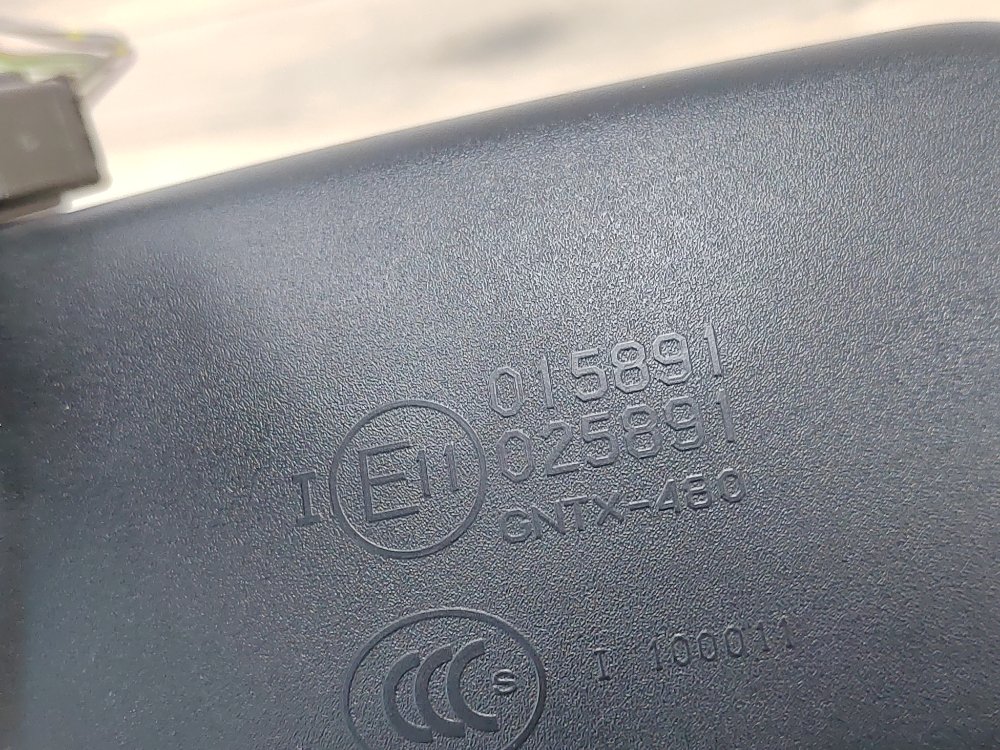 015891
I E11 025891
GNTX-480
CCC S I 100011